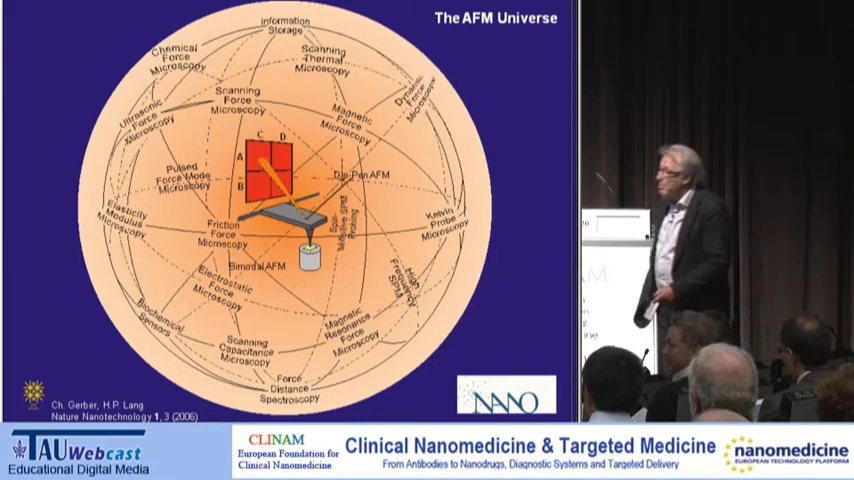 The AFM Universe
Information
Storage
Chemical
Force
Microscopy
Scanning
Thermal
Microscopy
Dynamic
Force
Microscopy
Scanning
Force
Microscopy
Ultrasonic
Force
Microscopy
Magnetic
Force
Microscopy
C D
A
B
Pulsed
Force Mode
Microscopy
Dip-Pen AFM
Elasticity
Modulus
Microscopy
Friction
Force
Microscopy
Kelvin
Probe
Microscopy
Bimodal AFM
Electrostatic
Force
Microscopy
High
Frequency
SPM
Biochemical
Sensors
Magnetic
Resonance
Force
Microscopy
Scanning
Capacitance
Microscopy
Force
Distance
Spectroscopy
Ch. Gerber, H.P. Lang
Nature Nanotechnology 1, 3 (2006)
NANO
TAU Webcast
Educational Digital Media
CLINAM
European Foundation for
Clinical Nanomedicine
Clinical Nanomedicine & Targeted Medicine
From Antibodies to Nanodrugs, Diagnostic Systems and Targeted Delivery
nanomedicine
EUROPEAN TECHNOLOGY PLATFORM